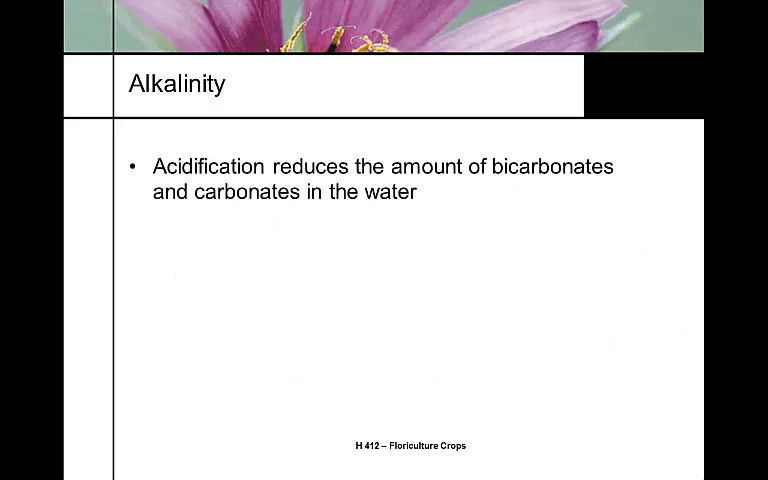 Alkalinity
• Acidification reduces the amount of bicarbonates
and carbonates in the water
H 412 – Floriculture Crops